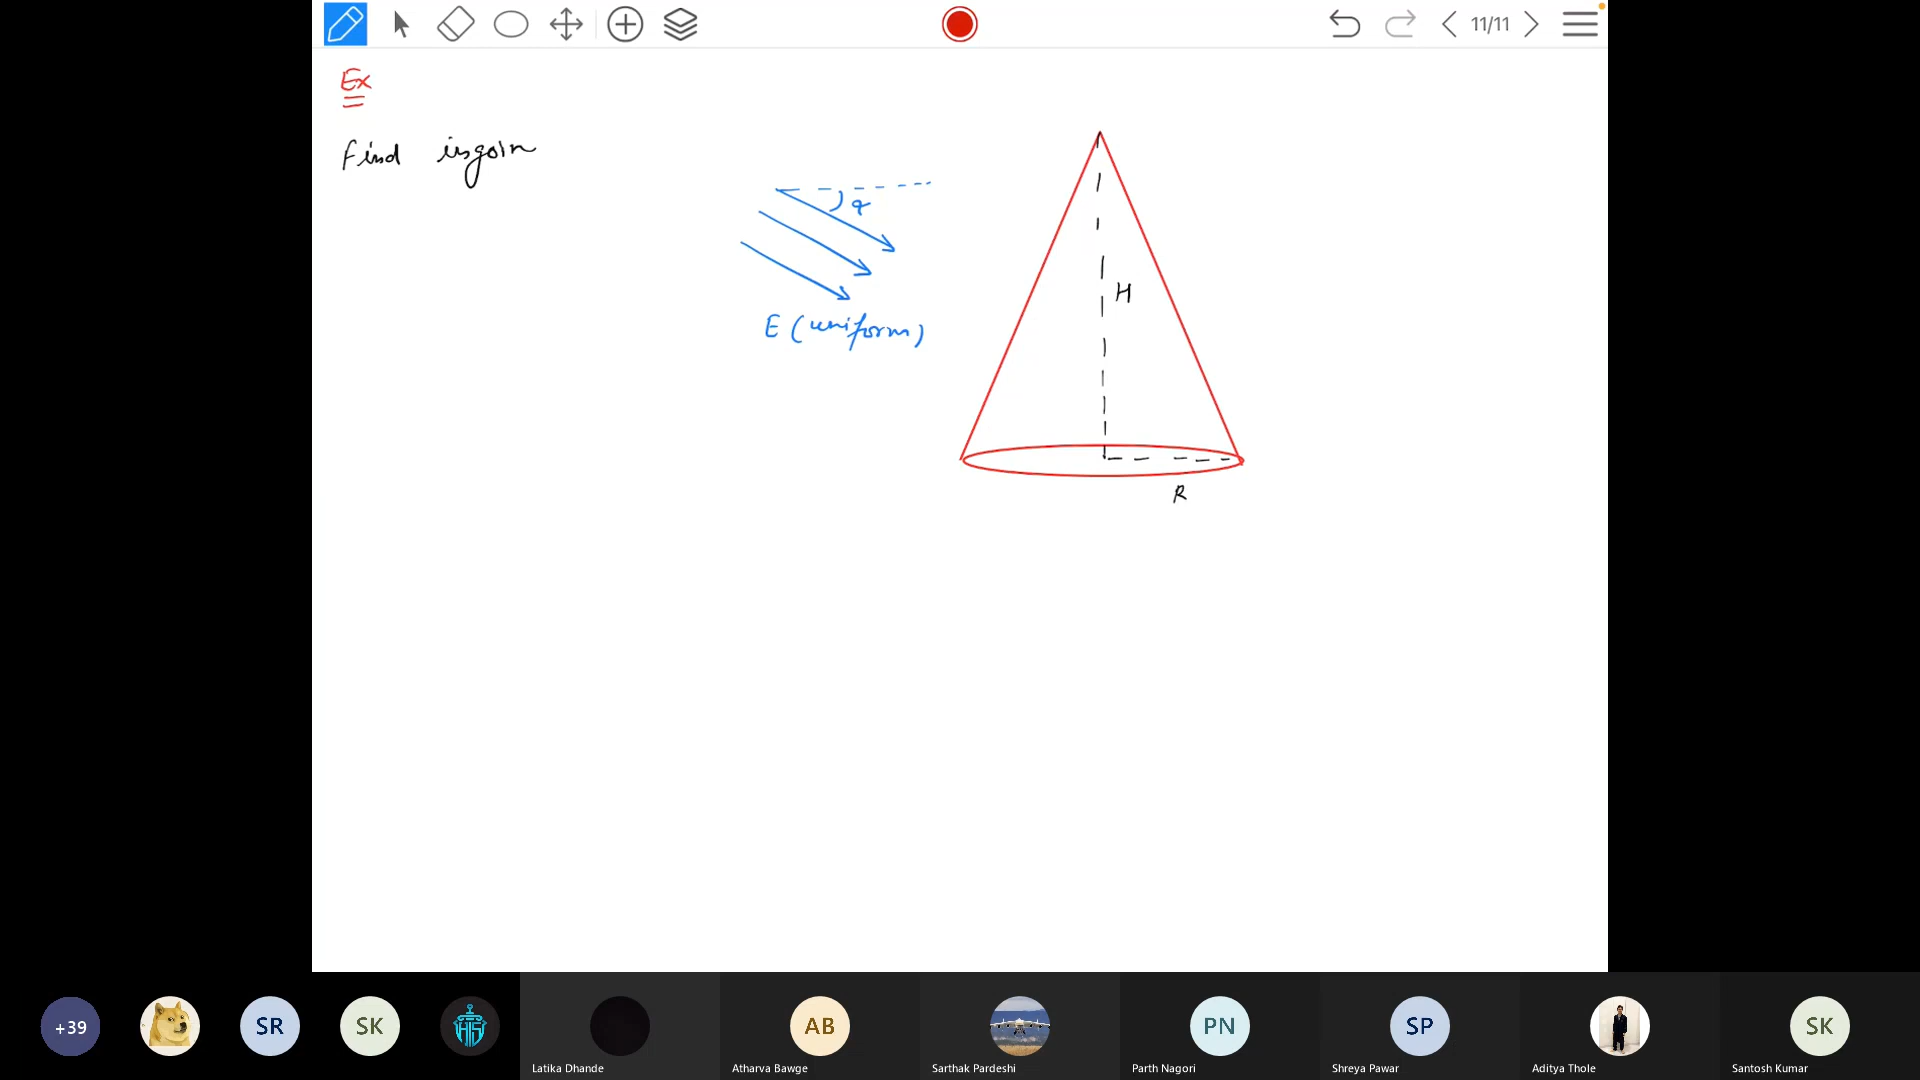 11/11
Ex
Find ingoin
α
E (uniform)
H
R
+39
SR
SK
AB
PN
SP
SK
Latika Dhande
Atharva Bawge
Sarthak Pardeshi
Parth Nagori
Shreya Pawar
Aditya Thole
Santosh Kumar